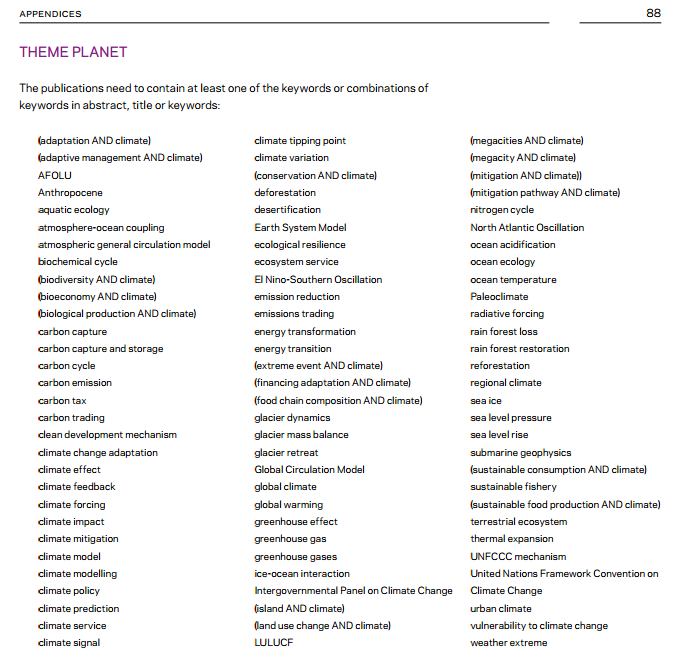 APPENDICES
88
THEME PLANET
The publications need to contain at least one of the keywords or combinations of
keywords in abstract, title or keywords:
(adaptation AND climate)
(adaptive management AND climate)
AFOLU
Anthropocene
aquatic ecology
atmosphere-ocean coupling
atmospheric general circulation model
biochemical cycle
(biodiversity AND climate)
(bioeconomy AND climate)
(biological production AND climate)
carbon capture
carbon capture and storage
carbon cycle
carbon emission
carbon tax
carbon trading
clean development mechanism
climate change adaptation
climate effect
climate feedback
climate forcing
climate impact
climate mitigation
climate model
climate modelling
climate policy
climate prediction
climate service
climate signal
climate tipping point
climate variation
(conservation AND climate)
deforestation
desertification
Earth System Model
ecological resilience
ecosystem service
El Nino-Southern Oscillation
emission reduction
emissions trading
energy transformation
energy transition
(extreme event AND climate)
(financing adaptation AND climate)
(food chain composition AND climate)
glacier dynamics
glacier mass balance
glacier retreat
Global Circulation Model
global climate
global warming
greenhouse effect
greenhouse gas
greenhouse gases
ice-ocean interaction
Intergovernmental Panel on Climate Change
(island AND climate)
(land use change AND climate)
LULUCF
(megacities AND climate)
(megacity AND climate)
(mitigation AND climate))
(mitigation pathway AND climate)
nitrogen cycle
North Atlantic Oscillation
ocean acidification
ocean ecology
ocean temperature
Paleoclimate
radiative forcing
rain forest loss
rain forest restoration
reforestation
regional climate
sea ice
sea level pressure
sea level rise
submarine geophysics
(sustainable consumption AND climate)
sustainable fishery
(sustainable food production AND climate)
terrestrial ecosystem
thermal expansion
UNFCCC mechanism
United Nations Framework Convention on
Climate Change
urban climate
vulnerability to climate change
weather extreme